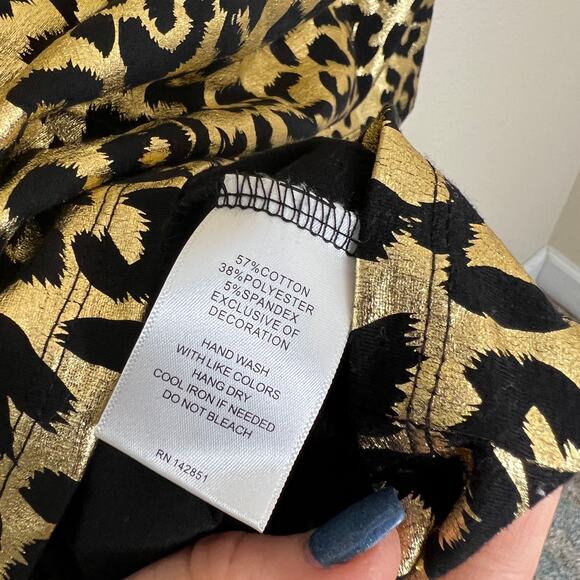 57%COTTON
38%POLYESTER
5%SPANDEX
EXCLUSIVE OF
DECORATION
HAND WASH
WITH LIKE COLORS
HANG DRY
COOL IRON IF NEEDED
DO NOT BLEACH
RN 142851